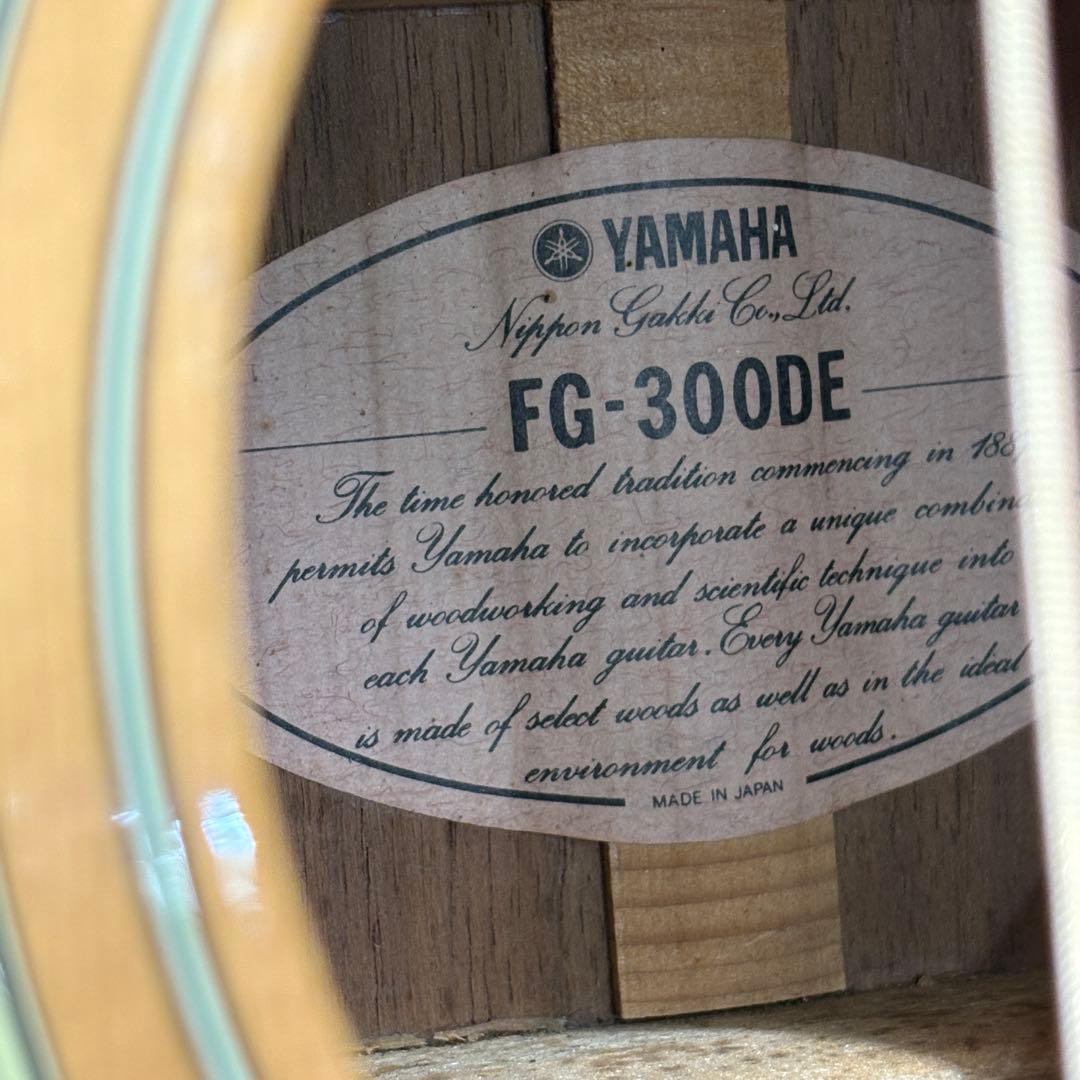 YAMAHA
Nippon Gakki Co., Ltd.
FG-300DE
The time honored tradition commencing in
permits Yamaha to incorporate a unique
of woodworking and scientific technique into
each Yamaha guitar. Every Yamaha guitar
is made of select woods as well as in the ideal
environment for woods.
MADE IN JAPAN